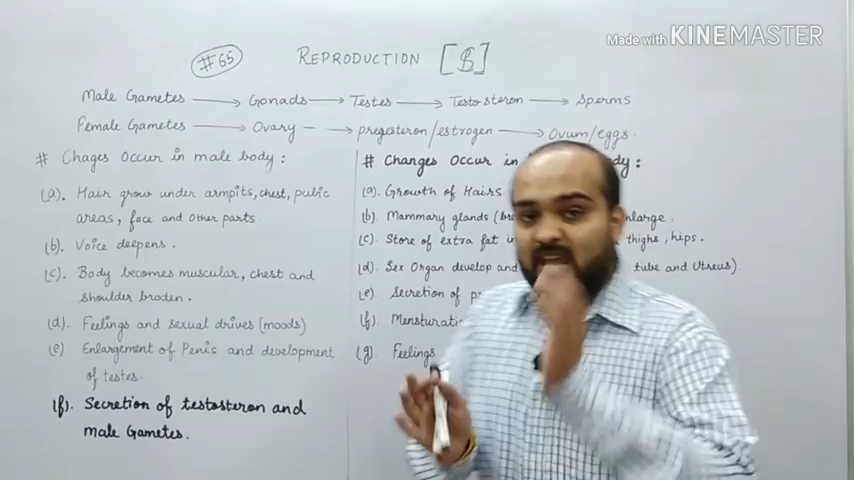 Made with KINEMASTER
#65
REPRODUCTION [B]
Male Gametes → Gonads → Testes → Testosteron → Sperms
Female Gametes → Ovary → pregesteron/estrogen → Ovum/eggs.
# Chages Occur in male body :
(a). Hair grow under armpits, chest, pubic
areas, face and other parts
(b). Voice deepens.
(c). Body becomes muscular, chest and
shoulder broden.
(d). Feelings and sexual drives (moods)
(e) Enlargement of Penis and development
of testes.
(f). Secretion of testosteron and
male Gametes.
# Changes Occur in
(a). Growth of Hairs
(b). Mammary glands nlarge.
(c). Store of extra fat in thighs, hips.
(d). Sex Organ develop and tube and Utreus)
(e). Secretion of
(f). Mensturati
(g). Feelings